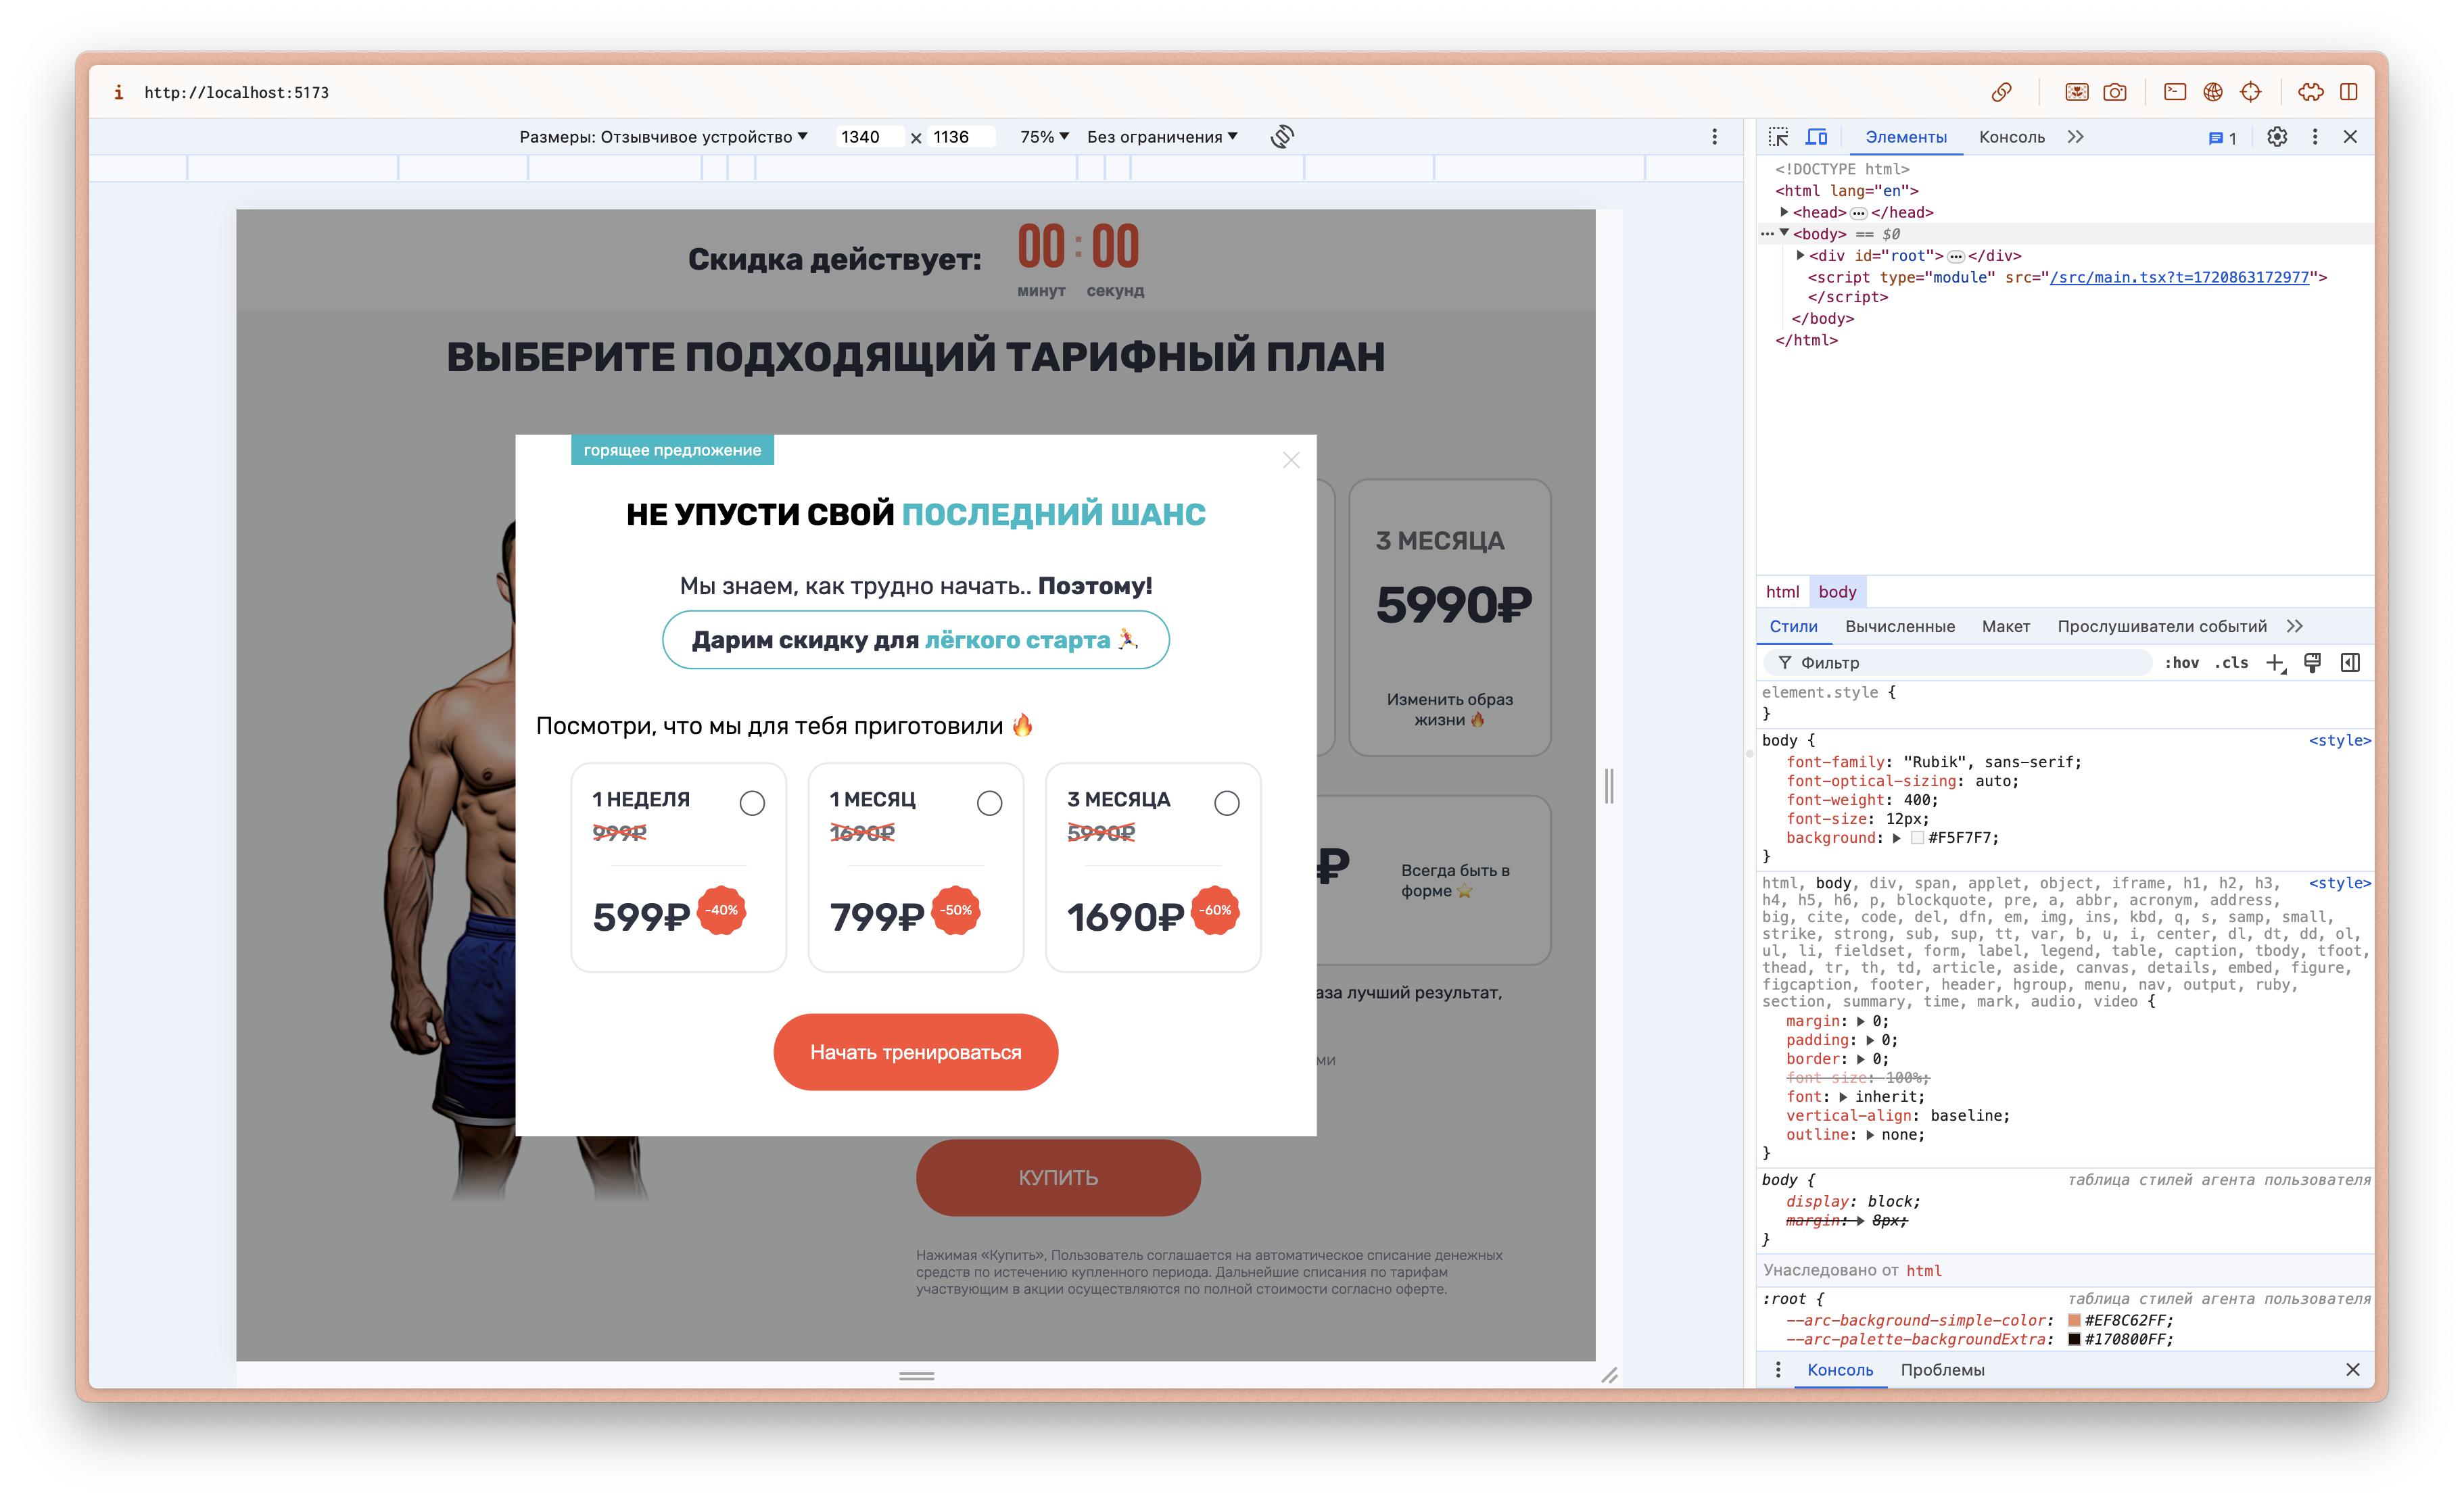 i http://localhost:5173
Размеры: Отзывчивое устройство 1340 x 1136 75% Без ограничения
Скидка действует: 00 : 00
минут секунд
ВЫБЕРИТЕ ПОДХОДЯЩИЙ ТАРИФНЫЙ ПЛАН
горящее предложение
НЕ УПУСТИ СВОЙ ПОСЛЕДНИЙ ШАНС
Мы знаем, как трудно начать.. Поэтому!
Дарим скидку для лёгкого старта 🏃
Посмотри, что мы для тебя приготовили 🔥
1 НЕДЕЛЯ
999₽
599₽ -40%
1 МЕСЯЦ
1690₽
799₽ -50%
3 МЕСЯЦА
5990₽
1690₽ -60%
Начать тренироваться
3 МЕСЯЦА
5990₽
Изменить образ
жизни 🔥
₽
Всегда быть в
форме ⭐
аза лучший результат,
ми
КУПИТЬ
Нажимая «Купить», Пользователь соглашается на автоматическое списание денежных
средств по истечению купленного периода. Дальнейшие списания по тарифам
участвующим в акции осуществляются по полной стоимости согласно оферте.
Элементы Консоль 1
<!DOCTYPE html>
<html lang="en">
<head>…</head>
<body> == $0
<div id="root">…</div>
<script type="module" src="/src/main.tsx?t=1720863172977">
</script>
</body>
</html>
html body
Стили Вычисленные Макет Прослушиватели событий
Фильтр :hov .cls
element.style {
}
body { <style>
font-family: "Rubik", sans-serif;
font-optical-sizing: auto;
font-weight: 400;
font-size: 12px;
background: #F5F7F7;
}
html, body, div, span, applet, object, iframe, h1, h2, h3, <style>
h4, h5, h6, p, blockquote, pre, a, abbr, acronym, address,
big, cite, code, del, dfn, em, img, ins, kbd, q, s, samp, small,
strike, strong, sub, sup, tt, var, b, u, i, center, dl, dt, dd, ol,
ul, li, fieldset, form, label, legend, table, caption, tbody, tfoot,
thead, tr, th, td, article, aside, canvas, details, embed, figure,
figcaption, footer, header, hgroup, menu, nav, output, ruby,
section, summary, time, mark, audio, video {
margin: 0;
padding: 0;
border: 0;
font-size: 100%;
font: inherit;
vertical-align: baseline;
outline: none;
}
body { таблица стилей агента пользователя
display: block;
margin: 8px;
}
Унаследовано от html
:root { таблица стилей агента пользователя
--arc-background-simple-color: #EF8C62FF;
--arc-palette-backgroundExtra: #170800FF;
Консоль Проблемы